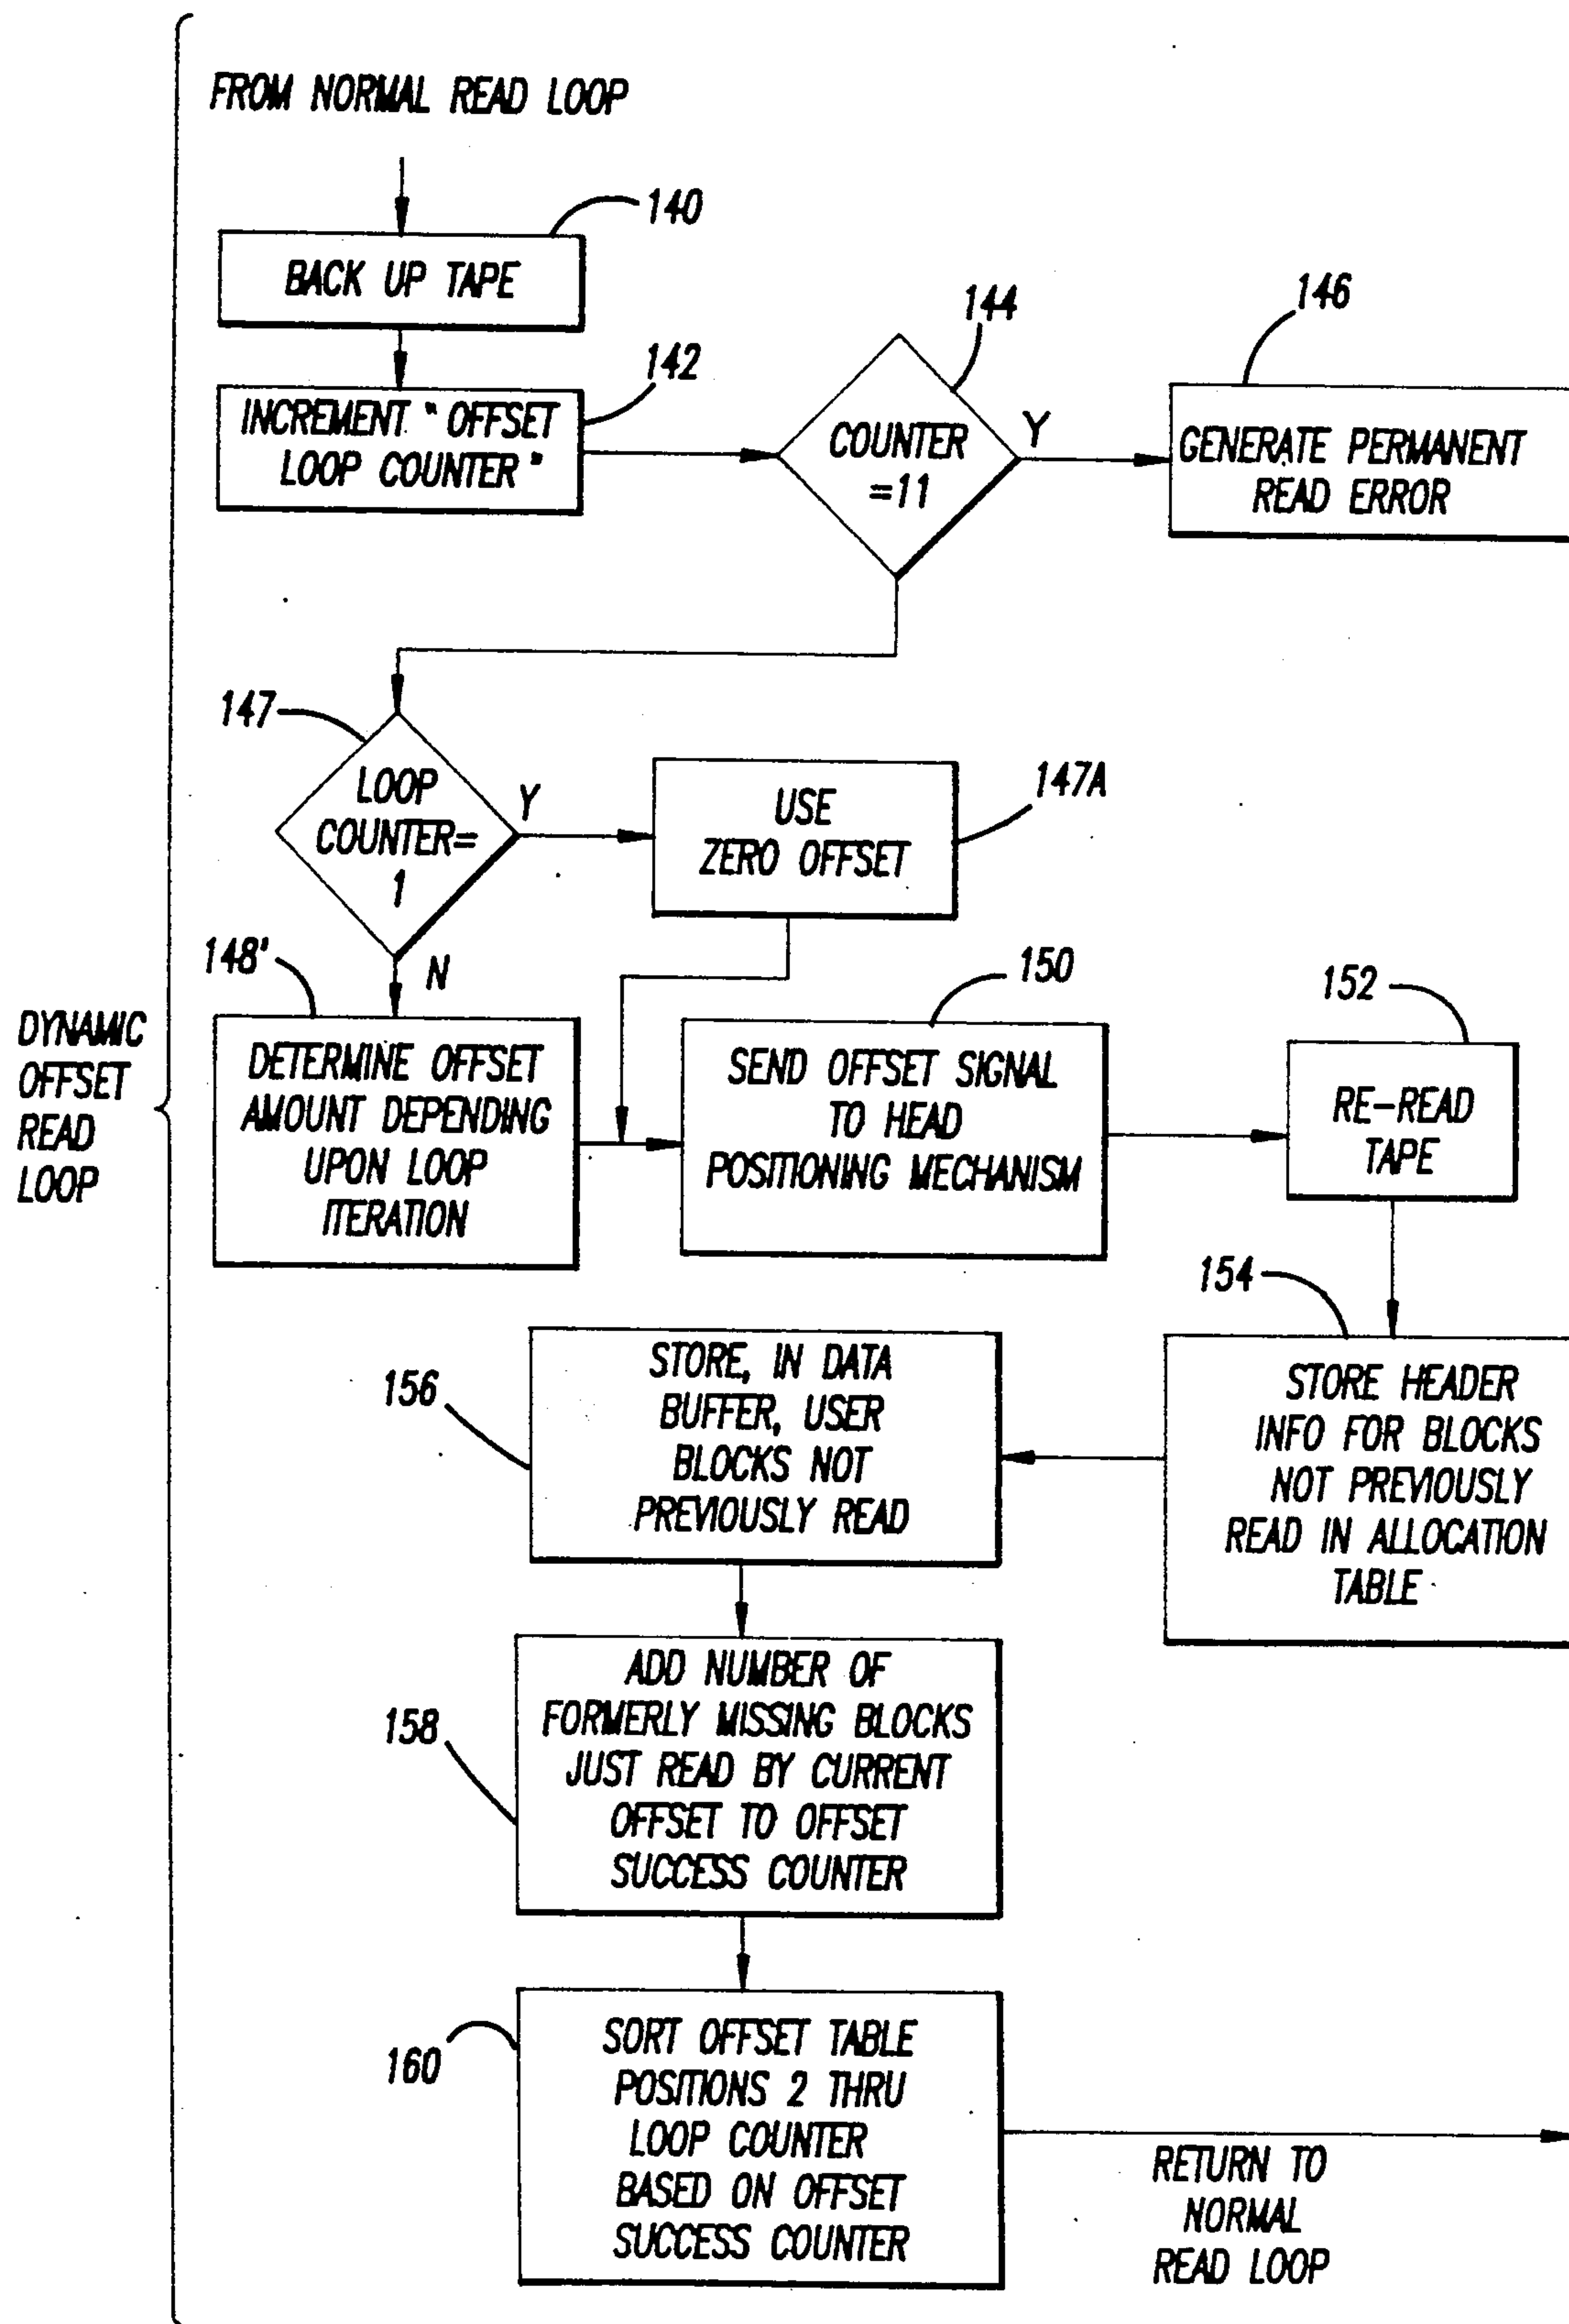 FROM NORMAL READ LOOP
140
BACK UP TAPE
142
INCREMENT " OFFSET
LOOP COUNTER "
144
COUNTER
=11
Y
146
GENERATE PERMANENT
READ ERROR
147
LOOP
COUNTER=
1
Y
N
USE
ZERO OFFSET
147A
148'
DETERMINE OFFSET
AMOUNT DEPENDING
UPON LOOP
ITERATION
150
SEND OFFSET SIGNAL
TO HEAD
POSITIONING MECHANISM
152
RE-READ
TAPE
DYNAMIC
OFFSET
READ
LOOP
154
STORE HEADER
INFO FOR BLOCKS
NOT PREVIOUSLY
READ IN ALLOCATION
TABLE
156
STORE, IN DATA
BUFFER, USER
BLOCKS NOT
PREVIOUSLY READ
158
ADD NUMBER OF
FORMERLY MISSING BLOCKS
JUST READ BY CURRENT
OFFSET TO OFFSET
SUCCESS COUNTER
160
SORT OFFSET TABLE
POSITIONS 2 THRU
LOOP COUNTER
BASED ON OFFSET
SUCCESS COUNTER
RETURN TO
NORMAL
READ LOOP